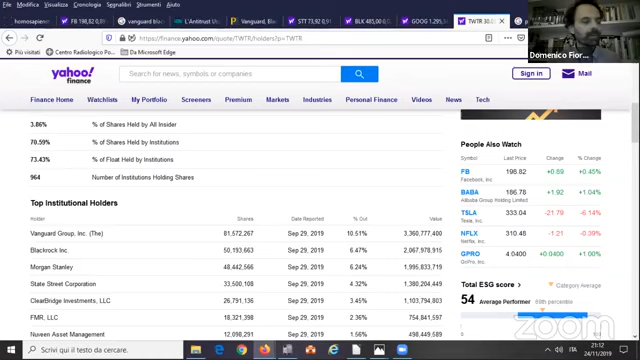 File Modifica Visualizza Cronologia Segnalibri Strumenti Aiuto
homosapiens FB 198,82 0,8 vanguard black L'Antitrust U Vanguard, B STT 73,92 0,2 BLK 485,00 0 GOOG 1.295, TWTR 30,0
https://finance.yahoo.com/quote/TWTR/holders?p=TWTR
Più visitati Centro Radiologico Po Da Microsoft Edge
Domenico Fior...
yahoo!
finance
Search for news, symbols or companies
Sign in
Mail
Finance Home Watchlists My Portfolio Screeners Premium Markets Industries Personal Finance Videos News Tech
3.86% % of Shares Held by All Insider
70.59% % of Shares Held by Institutions
73.43% % of Float Held by Institutions
964 Number of Institutions Holding Shares
Top Institutional Holders
Holder Shares Date Reported % Out Value
Vanguard Group, Inc. (The) 81,572,267 Sep 29, 2019 10.51% 3,360,777,400
Blackrock Inc. 50,193,663 Sep 29, 2019 6.47% 2,067,978,915
Morgan Stanley 48,442,566 Sep 29, 2019 6.24% 1,995,833,719
State Street Corporation 33,500,108 Sep 29, 2019 4.32% 1,380,204,449
ClearBridge Investments, LLC 26,791,136 Sep 29, 2019 3.45% 1,103,794,803
FMR, LLC 18,322,316 Sep 29, 2019 2.36% 754,841,597
Nuveen Asset Management 12,098,291 Sep 29, 2019 1.56% 498,449,589
People Also Watch
Symbol Last Price Change % Change
FB 198.82 +0.89 +0.45%
Facebook, Inc.
BABA 186.78 +1.92 +1.04%
Alibaba Group Holding Limited
TSLA 333.04 -21.79 -6.14%
Tesla, Inc.
NFLX 310.48 -1.21 -0.39%
Netflix, Inc.
GPRO 4.0400 +0.0400 +1.00%
GoPro, Inc.
Total ESG score
Category Average
54 Average Performer 69th percentile
zoom
Scrivi qui il testo da cercare.
ITA
21:12
24/11/2019